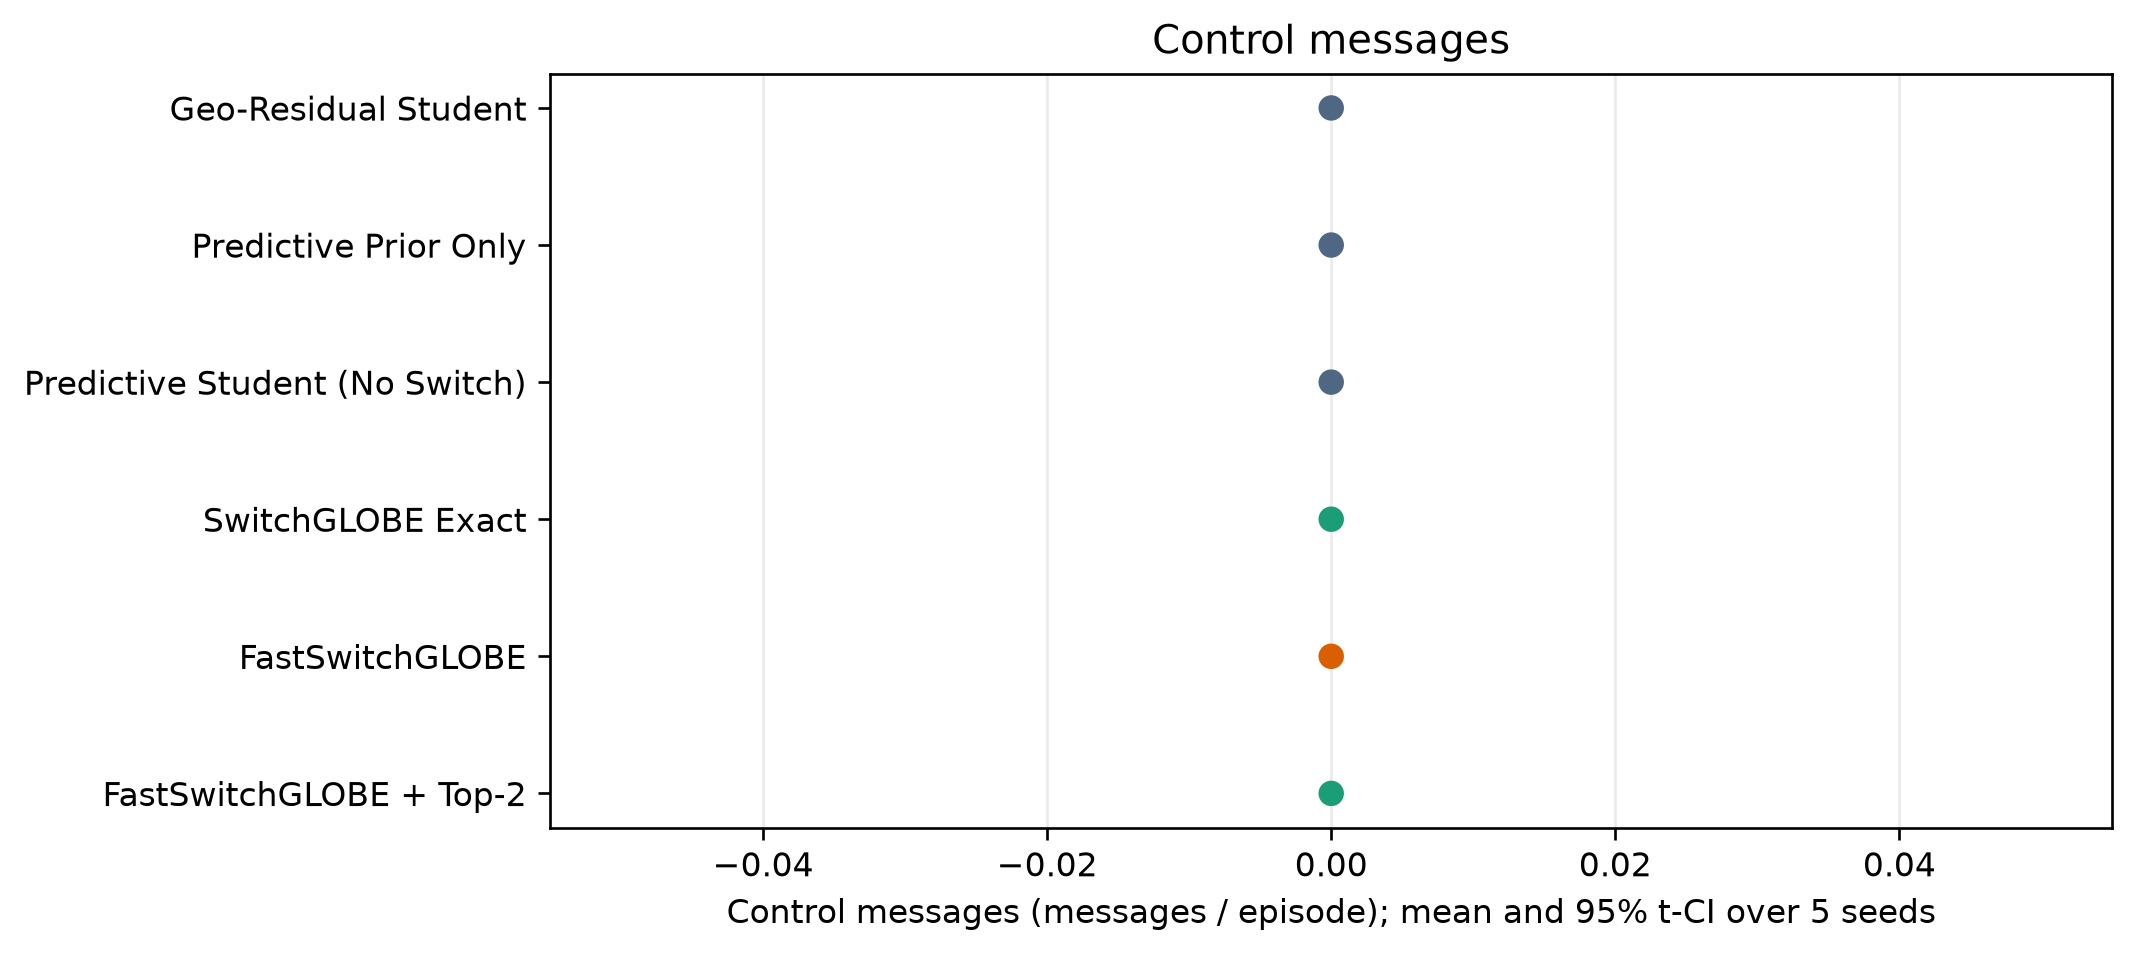 Control messages
Geo-Residual Student
Predictive Prior Only
Predictive Student (No Switch)
SwitchGLOBE Exact
FastSwitchGLOBE
FastSwitchGLOBE + Top-2
−0.04 −0.02 0.00 0.02 0.04
Control messages (messages / episode); mean and 95% t-CI over 5 seeds